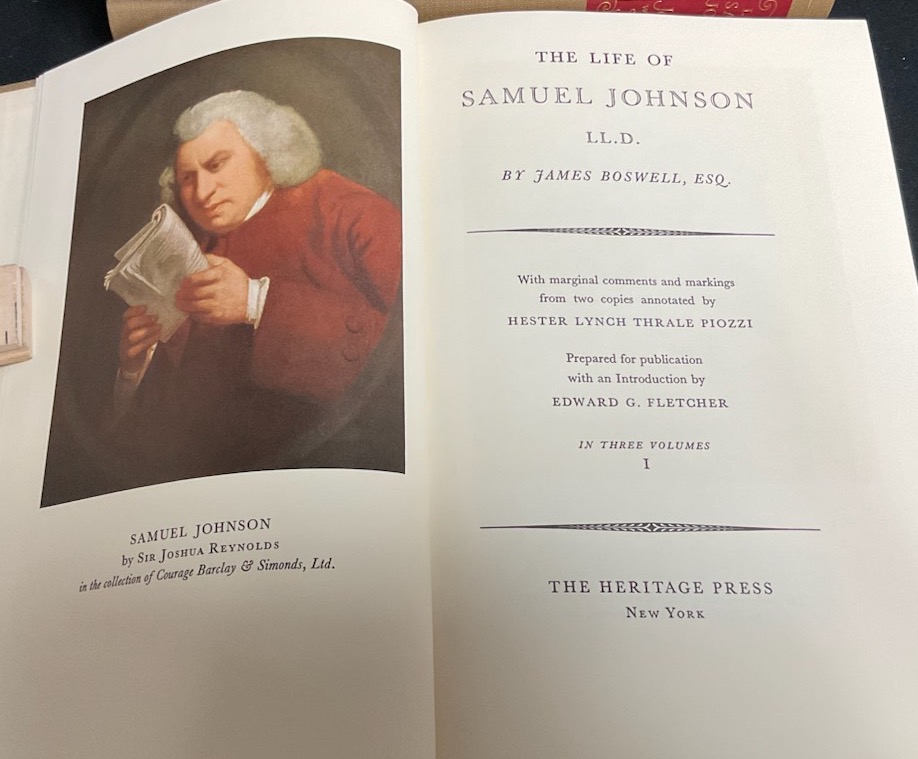 SAMUEL JOHNSON
by Sir Joshua Reynolds
in the collection of Courage Barclay & Simonds, Ltd.
THE LIFE OF
SAMUEL JOHNSON
LL.D.
BY JAMES BOSWELL, ESQ.
With marginal comments and markings
from two copies annotated by
HESTER LYNCH THRALE PIOZZI
Prepared for publication
with an Introduction by
EDWARD G. FLETCHER
IN THREE VOLUMES
I
THE HERITAGE PRESS
New York